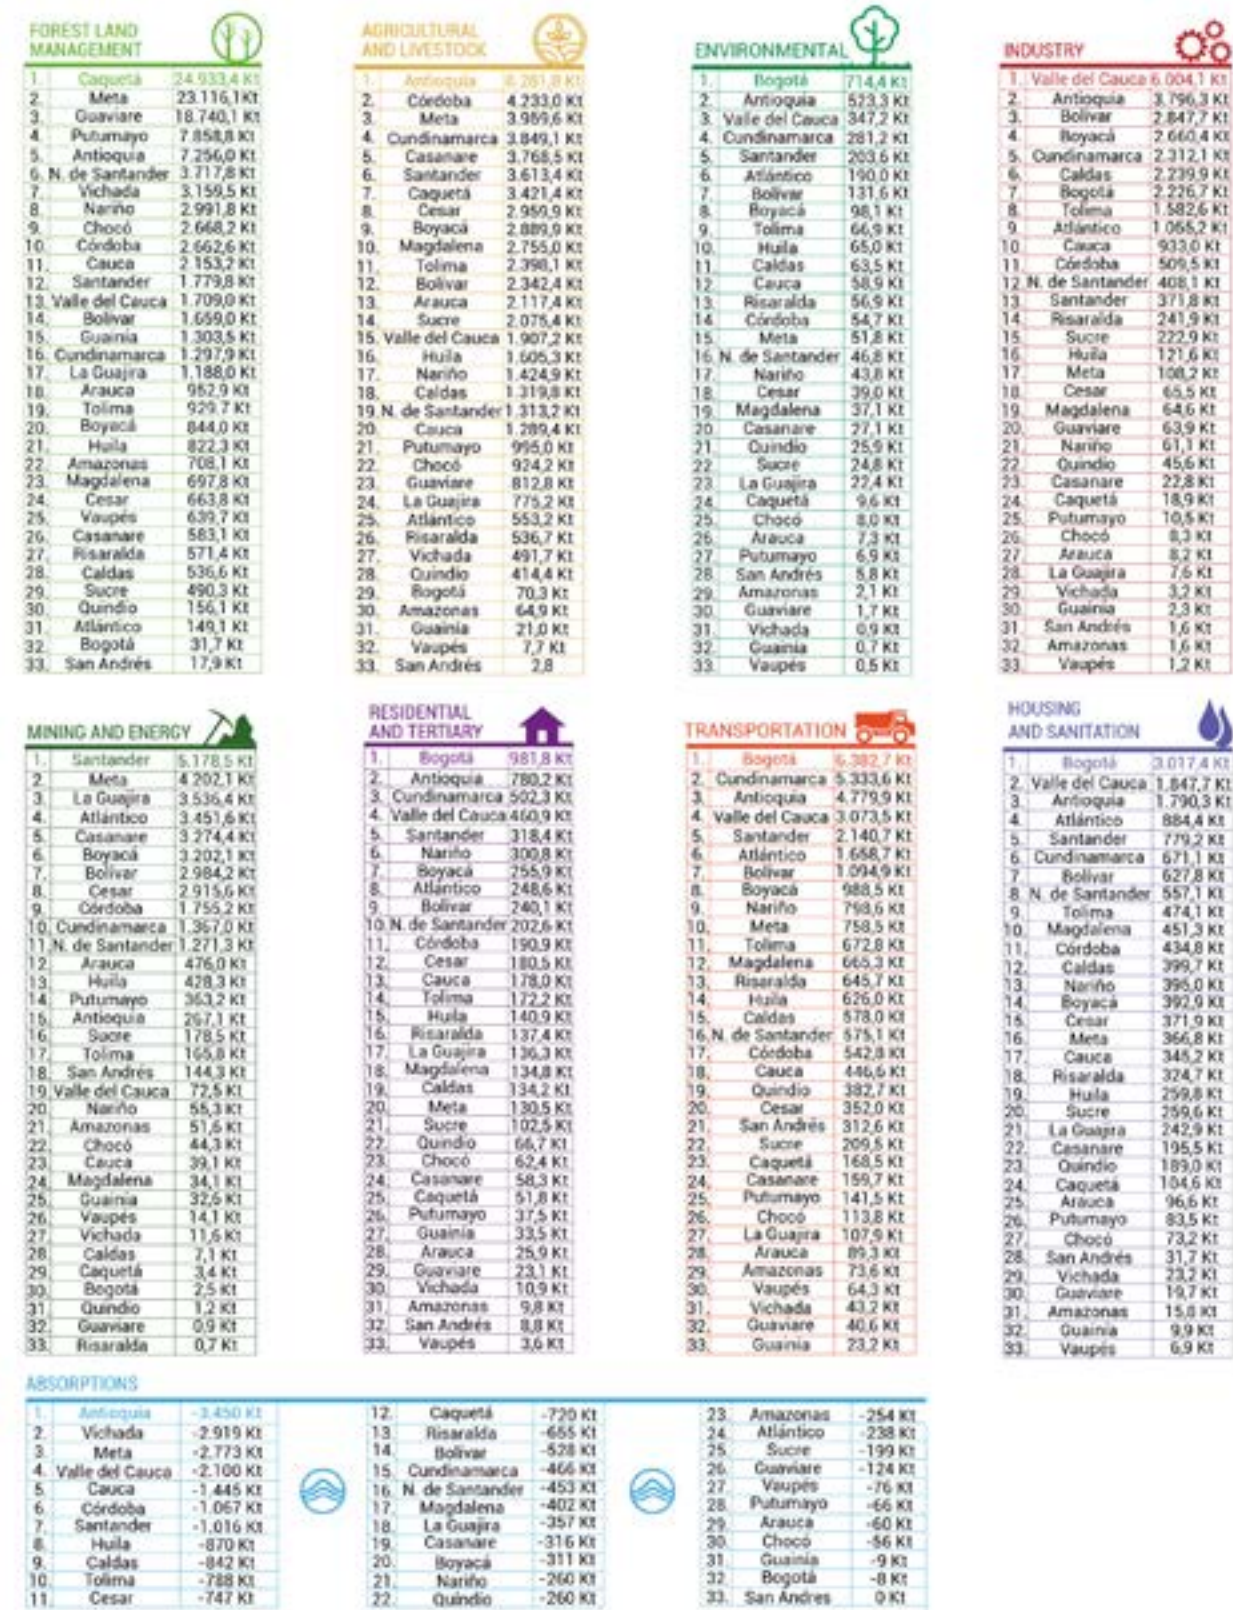 FOREST LAND
MANAGEMENT
1. Caquetá 24.933,4 Kt
2. Meta 23.116,1Kt
3. Guaviare 18.740,1 Kt
4. Putumayo 7.858,8 Kt
5. Antioquia 7.256,0 Kt
6. N. de Santander 3.717,8 Kt
7. Vichada 3.159,5 Kt
8. Nariño 2.991,8 Kt
9. Chocó 2.668,2 Kt
10. Córdoba 2.662,6 Kt
11. Cauca 2.153,2 Kt
12. Santander 1.779,8 Kt
13. Valle del Cauca 1.709,0 Kt
14. Bolivar 1.659,0 Kt
15. Guainia 1.303,5 Kt
16. Cundinamarca 1.297,9 Kt
17. La Guajira 1.188,0 Kt
18. Arauca 952,9 Kt
19. Tolima 929,7 Kt
20. Boyacá 844,0 Kt
21. Huila 822,3 Kt
22. Amazonas 708,1 Kt
23. Magdalena 697,8 Kt
24. Cesar 663,8 Kt
25. Vaupés 639,7 Kt
26. Casanare 583,1 Kt
27. Risaralda 571,4 Kt
28. Caldas 536,6 Kt
29. Sucre 490,3 Kt
30. Quindio 156,1 Kt
31. Atlántico 149,1 Kt
32. Bogotá 31,7 Kt
33. San Andrés 17,9 Kt
AGRICULTURAL
AND LIVESTOCK
1. Antioquia 6.281,8 Kt
2. Córdoba 4.233,0 Kt
3. Meta 3.959,6 Kt
4. Cundinamarca 3.849,1 Kt
5. Casanare 3.768,5 Kt
6. Santander 3.613,4 Kt
7. Caquetá 3.421,4 Kt
8. Cesar 2.959,9 Kt
9. Boyacá 2.889,9 Kt
10. Magdalena 2.755,0 Kt
11. Tolima 2.398,1 Kt
12. Bolivar 2.342,4 Kt
13. Arauca 2.117,4 Kt
14. Sucre 2.075,4 Kt
15. Valle del Cauca 1.907,2 Kt
16. Huila 1.605,3 Kt
17. Nariño 1.424,9 Kt
18. Caldas 1.319,8 Kt
19. N. de Santander 1.313,2 Kt
20. Cauca 1.289,4 Kt
21. Putumayo 995,0 Kt
22. Chocó 924,2 Kt
23. Guaviare 812,8 Kt
24. La Guajira 775,2 Kt
25. Atlántico 553,2 Kt
26. Risaralda 536,7 Kt
27. Vichada 491,7 Kt
28. Quindio 414,4 Kt
29. Bogotá 70,3 Kt
30. Amazonas 64,9 Kt
31. Guainia 21,0 Kt
32. Vaupés 7,7 Kt
33. San Andrés 2,8
ENVIRONMENTAL
1. Bogotá 714,4 Kt
2. Antioquia 523,3 Kt
3. Valle del Cauca 347,2 Kt
4. Cundinamarca 281,2 Kt
5. Santander 203,6 Kt
6. Atlántico 190,0 Kt
7. Bolivar 131,6 Kt
8. Boyacá 98,1 Kt
9. Tolima 66,9 Kt
10. Huila 65,0 Kt
11. Caldas 63,5 Kt
12. Cauca 58,9 Kt
13. Risaralda 56,9 Kt
14. Córdoba 54,7 Kt
15. Meta 51,8 Kt
16. N. de Santander 46,8 Kt
17. Nariño 43,8 Kt
18. Cesar 39,0 Kt
19. Magdalena 37,1 Kt
20. Casanare 27,1 Kt
21. Quindio 25,9 Kt
22. Sucre 24,8 Kt
23. La Guajira 22,4 Kt
24. Caquetá 9,6 Kt
25. Chocó 8,0 Kt
26. Arauca 7,3 Kt
27. Putumayo 6,9 Kt
28. San Andrés 5,8 Kt
29. Amazonas 2,1 Kt
30. Guaviare 1,7 Kt
31. Vichada 0,9 Kt
32. Guainia 0,7 Kt
33. Vaupés 0,5 Kt
INDUSTRY
1. Valle del Cauca 6.004,1 Kt
2. Antioquia 3.796,3 Kt
3. Bolivar 2.847,7 Kt
4. Boyacá 2.660,4 Kt
5. Cundinamarca 2.312,1 Kt
6. Caldas 2.239,9 Kt
7. Bogotá 2.226,7 Kt
8. Tolima 1.582,6 Kt
9. Atlántico 1.055,2 Kt
10. Cauca 933,0 Kt
11. Córdoba 509,5 Kt
12. N. de Santander 408,1 Kt
13. Santander 371,8 Kt
14. Risaralda 241,9 Kt
15. Sucre 222,9 Kt
16. Huila 121,6 Kt
17. Meta 108,2 Kt
18. Cesar 65,5 Kt
19. Magdalena 64,6 Kt
20. Guaviare 63,9 Kt
21. Nariño 61,1 Kt
22. Quindio 45,6 Kt
23. Casanare 22,8 Kt
24. Caquetá 18,9 Kt
25. Putumayo 10,5 Kt
26. Chocó 8,3 Kt
27. Arauca 8,2 Kt
28. La Guajira 7,6 Kt
29. Vichada 3,2 Kt
30. Guainia 2,3 Kt
31. San Andrés 1,6 Kt
32. Amazonas 1,6 Kt
33. Vaupés 1,2 Kt
MINING AND ENERGY
1. Santander 5.178,5 Kt
2. Meta 4 202,1 Kt
3. La Guajira 3.536,4 Kt
4. Atlántico 3.451,6 Kt
5. Casanare 3 274,4 Kt
6. Boyacá 3.202,1 Kt
7. Bolivar 2 984,2 Kt
8. Cesar 2 915,6 Kt
9. Córdoba 1 755,2 Kt
10. Cundinamarca 1.367,0 Kt
11. N. de Santander 1.271,3 Kt
12. Arauca 476,0 Kt
13. Huila 428,3 Kt
14. Putumayo 363,2 Kt
15. Antioquia 267,1 Kt
16. Sucre 178,5 Kt
17. Tolima 165,8 Kt
18. San Andrés 144,3 Kt
19. Valle del Cauca 72,5 Kt
20. Nariño 55,3 Kt
21. Amazonas 51,6 Kt
22. Chocó 44,3 Kt
23. Cauca 39,1 Kt
24. Magdalena 34,1 Kt
25. Guainia 32,6 Kt
26. Vaupés 14,1 Kt
27. Vichada 11,6 Kt
28. Caldas 7,1 Kt
29. Caquetá 3,4 Kt
30. Bogotá 2,5 Kt
31. Quindio 1,2 Kt
32. Guaviare 0,9 Kt
33. Risaralda 0,7 Kt
RESIDENTIAL
AND TERTIARY
1. Bogotá 981,8 Kt
2. Antioquia 780,2 Kt
3. Cundinamarca 502,3 Kt
4. Valle del Cauca 460,9 Kt
5. Santander 318,4 Kt
6. Nariño 300,8 Kt
7. Boyacá 255,9 Kt
8. Atlántico 248,6 Kt
9. Bolivar 240,1 Kt
10. N. de Santander 202,6 Kt
11. Córdoba 190,9 Kt
12. Cesar 180,5 Kt
13. Cauca 178,0 Kt
14. Tolima 172,2 Kt
15. Huila 140,9 Kt
16. Risaralda 137,4 Kt
17. La Guajira 136,3 Kt
18. Magdalena 134,8 Kt
19. Caldas 134,2 Kt
20. Meta 130,5 Kt
21. Sucre 102,5 Kt
22. Quindio 66,7 Kt
23. Chocó 62,4 Kt
24. Casanare 58,3 Kt
25. Caquetá 51,8 Kt
26. Putumayo 37,5 Kt
27. Guainía 33,5 Kt
28. Arauca 25,9 Kt
29. Guaviare 23,1 Kt
30. Vichada 10,9 Kt
31. Amazonas 9,8 Kt
32. San Andrés 8,8 Kt
33. Vaupés 3,6 Kt
TRANSPORTATION
1. Bogotá 6.382,7 Kt
2. Cundinamarca 5.333,6 Kt
3. Antioquia 4.779,9 Kt
4. Valle del Cauca 3.073,5 Kt
5. Santander 2.140,7 Kt
6. Atlántico 1.658,7 Kt
7. Bolivar 1.094,9 Kt
8. Boyacá 988,5 Kt
9. Nariño 798,6 Kt
10. Meta 758,5 Kt
11. Tolima 672,8 Kt
12. Magdalena 665,3 Kt
13. Risaralda 645,7 Kt
14. Huila 626,0 Kt
15. Caldas 578,0 Kt
16. N. de Santander 575,1 Kt
17. Córdoba 542,8 Kt
18. Cauca 446,6 Kt
19. Quindio 382,7 Kt
20. Cesar 352,0 Kt
21. San Andrés 312,6 Kt
22. Sucre 209,5 Kt
23. Caquetá 168,5 Kt
24. Casanare 159,7 Kt
25. Putumayo 141,5 Kt
26. Chocó 113,8 Kt
27. La Guajira 107,9 Kt
28. Arauca 89,3 Kt
29. Amazonas 73,6 Kt
30. Vaupés 64,3 Kt
31. Vichada 43,2 Kt
32. Guaviare 40,6 Kt
33. Guainia 23,2 Kt
HOUSING
AND SANITATION
1. Bogotá 3.017,4 Kt
2. Valle del Cauca 1.847,7 Kt
3. Antioquia 1.790,3 Kt
4. Atlántico 884,4 Kt
5. Santander 779,2 Kt
6. Cundinamarca 671,1 Kt
7. Bolivar 627,8 Kt
8. N. de Santander 557,1 Kt
9. Tolima 474,1 Kt
10. Magdalena 451,3 Kt
11. Córdoba 434,8 Kt
12. Caldas 399,7 Kt
13. Nariño 395,0 Kt
14. Boyacá 392,9 Kt
15. Cesar 371,9 Kt
16. Meta 366,8 Kt
17. Cauca 345,2 Kt
18. Risaralda 324,7 Kt
19. Huila 259,8 Kt
20. Sucre 259,6 Kt
21. La Guajira 242,9 Kt
22. Casanare 195,5 Kt
23. Quindio 189,0 Kt
24. Caquetá 104,6 Kt
25. Arauca 96,6 Kt
26. Putumayo 83,5 Kt
27. Chocó 73,2 Kt
28. San Andrés 31,7 Kt
29. Vichada 23,2 Kt
30. Guaviare 19,7 Kt
31. Amazonas 15,8 Kt
32. Guainia 9,9 Kt
33. Vaupés 6,9 Kt
ABSORPTIONS
1. Antioquia -3.450 Kt
2. Vichada -2.919 Kt
3. Meta -2.773 Kt
4. Valle del Cauca -2.100 Kt
5. Cauca -1.445 Kt
6. Córdoba -1.067 Kt
7. Santander -1.016 Kt
8. Huila -870 Kt
9. Caldas -842 Kt
10. Tolima -788 Kt
11. Cesar -747 Kt
12. Caquetá -720 Kt
13. Risaralda -655 Kt
14. Bolivar -528 Kt
15. Cundinamarca -466 Kt
16. N. de Santander -453 Kt
17. Magdalena -402 Kt
18. La Guajira -357 Kt
19. Casanare -316 Kt
20. Boyacá -311 Kt
21. Nariño -260 Kt
22. Quindio -260 Kt
23. Amazonas -254 Kt
24. Atlántico -238 Kt
25. Sucre -199 Kt
26. Guaviare -124 Kt
27. Vaupés -76 Kt
28. Putumayo -66 Kt
29. Arauca -60 Kt
30. Chocó -56 Kt
31. Guainia -9 Kt
32. Bogotá -8 Kt
33. San Andres 0 Kt